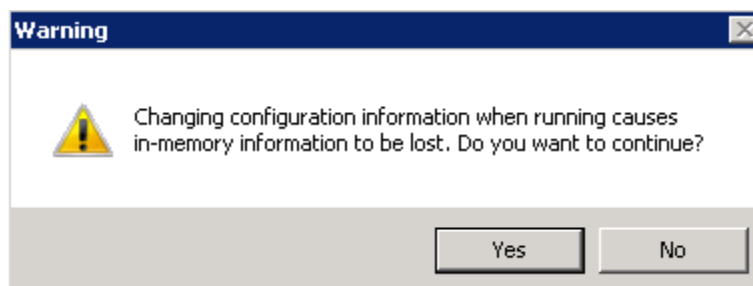 Warning
Changing configuration information when running causes
in-memory information to be lost. Do you want to continue?
Yes
No